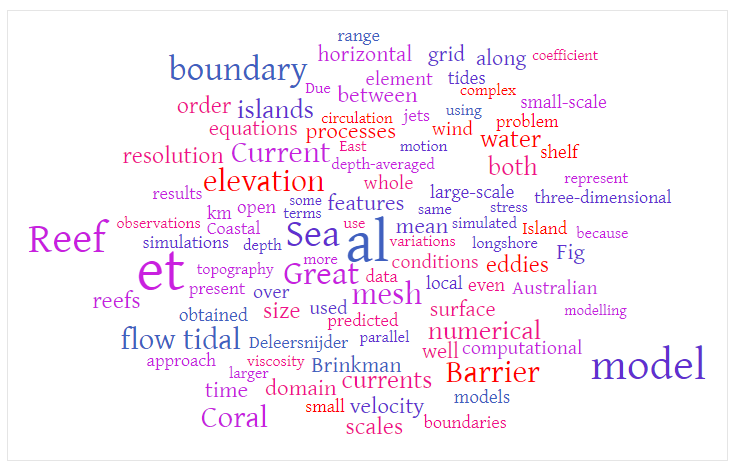 range
horizontal grid along coefficient
boundary
Due element tides
between complex
order islands using small-scale
circulation jets problem
equations processes wind water
resolution Current East motion shelf
depth-averaged both
elevation whole represent
results some features large-scale three-dimensional
km open terms same stress
observations Coastal Sea use al mean simulated Island because
Reef simulations depth variations longshore
et more conditions eddies Fig
topography Great data local even Australian
reefs present over mesh
obtained size used surface modelling
predicted numerical
flow tidal Deleersnijder parallel well computational
approach viscosity Brinkman Barrier model
larger currents
time domain models
small velocity
Coral scales boundaries